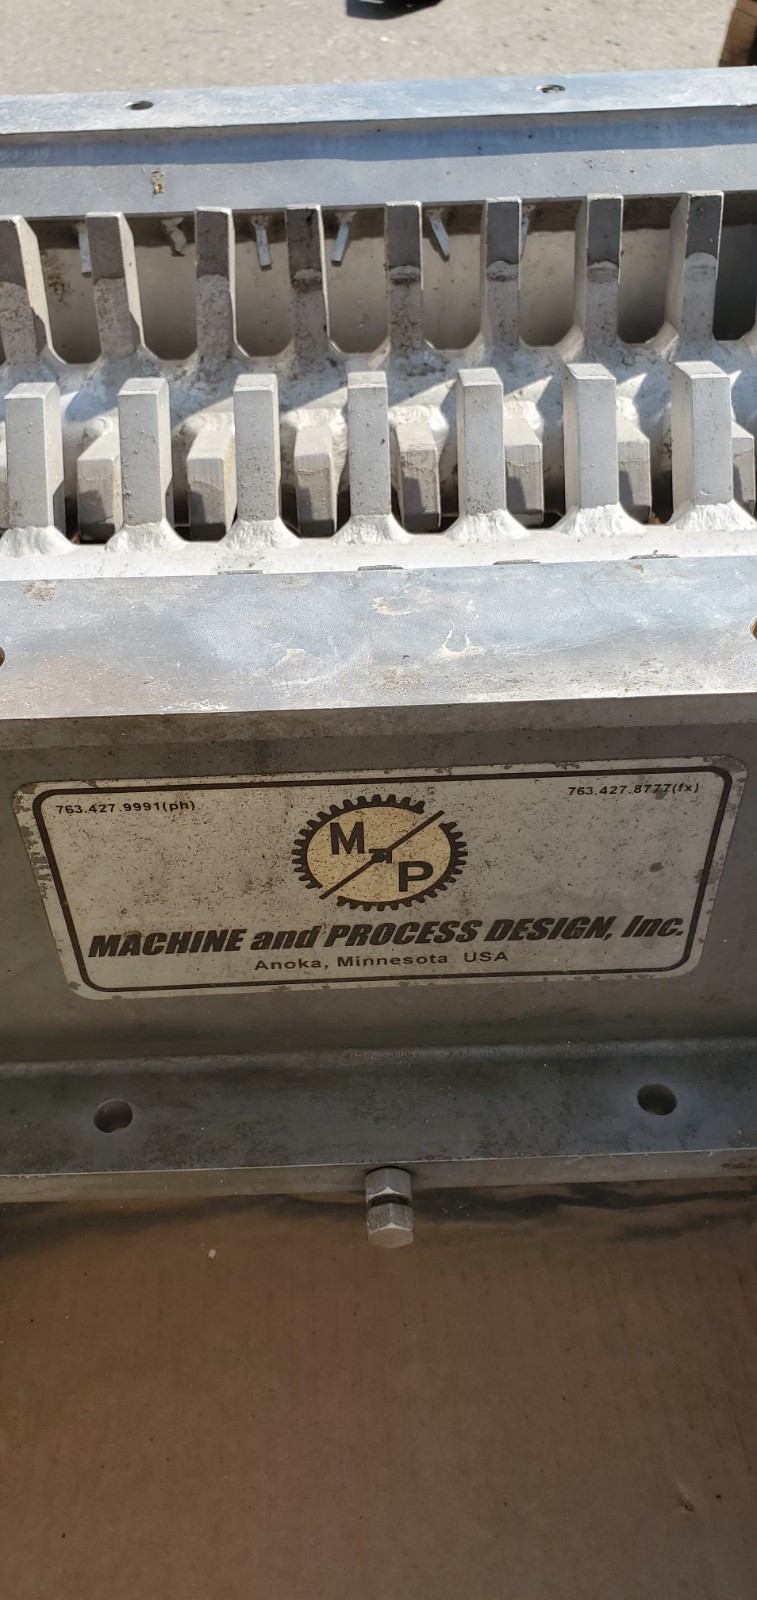 763.427.9991(ph)
763.427.8777(fx)
M P
MACHINE and PROCESS DESIGN, Inc.
Anoka, Minnesota USA